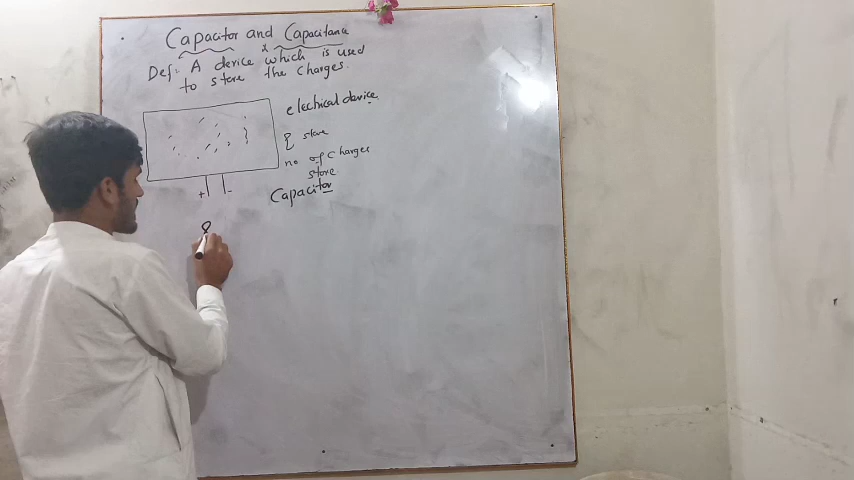 Capacitor and Capacitance
Def: A device which is used
to store the charges.
electrical device
store
no of charges
store
Capacitor
+ -